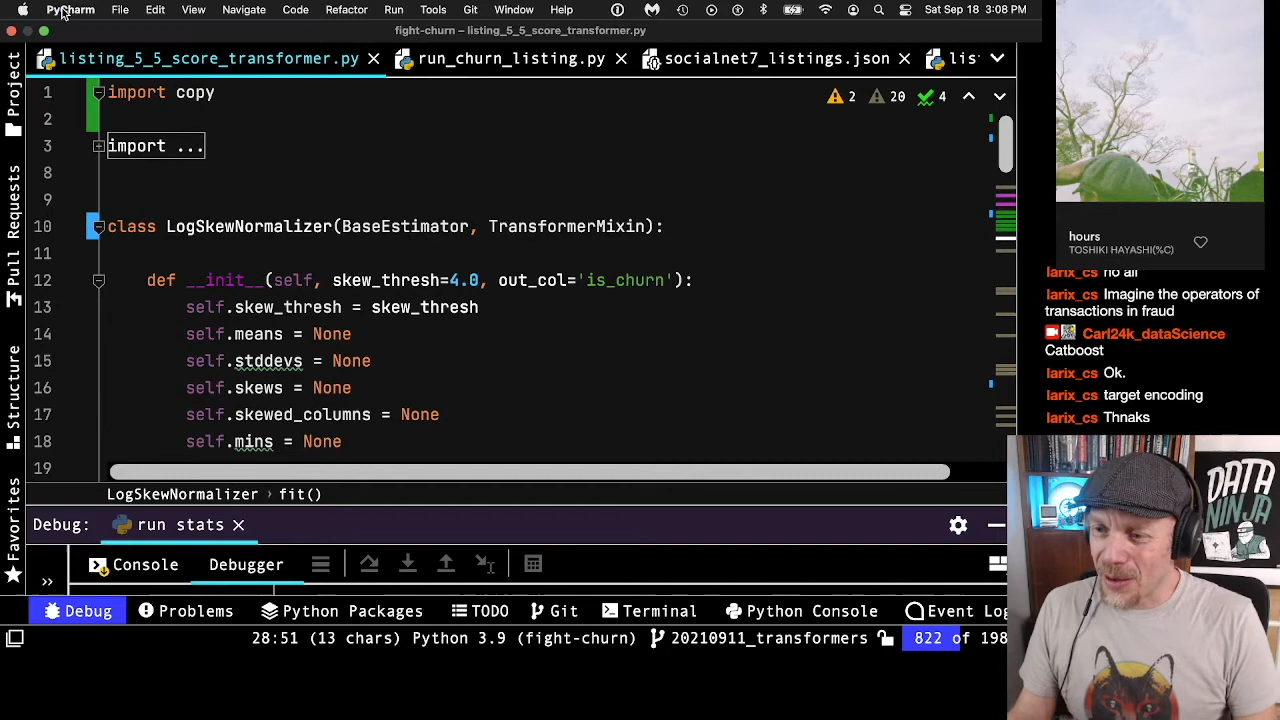 PyCharm File Edit View Navigate Code Refactor Run Tools Git Window Help Sat Sep 18 3:08 PM
fight-churn – listing_5_5_score_transformer.py
listing_5_5_score_transformer.py run_churn_listing.py socialnet7_listings.json lis
Project
Pull Requests
Structure
Favorites
2 20 4
1 import copy
2
3 import ...
8
9
10 class LogSkewNormalizer(BaseEstimator, TransformerMixin):
11
12 def __init__(self, skew_thresh=4.0, out_col='is_churn'):
13 self.skew_thresh = skew_thresh
14 self.means = None
15 self.stddevs = None
16 self.skews = None
17 self.skewed_columns = None
18 self.mins = None
19
LogSkewNormalizer › fit()
Debug: run stats
Console Debugger
Debug Problems Python Packages TODO Git Terminal Python Console Event Log
28:51 (13 chars) Python 3.9 (fight-churn) 20210911_transformers 822 of 198
hours
TOSHIKI HAYASHI(%C)
larix_cs no all
larix_cs Imagine the operators of
transactions in fraud
Carl24k_dataScience
Catboost
larix_cs Ok.
larix_cs target encoding
larix_cs Thnaks
DATA
NINJA